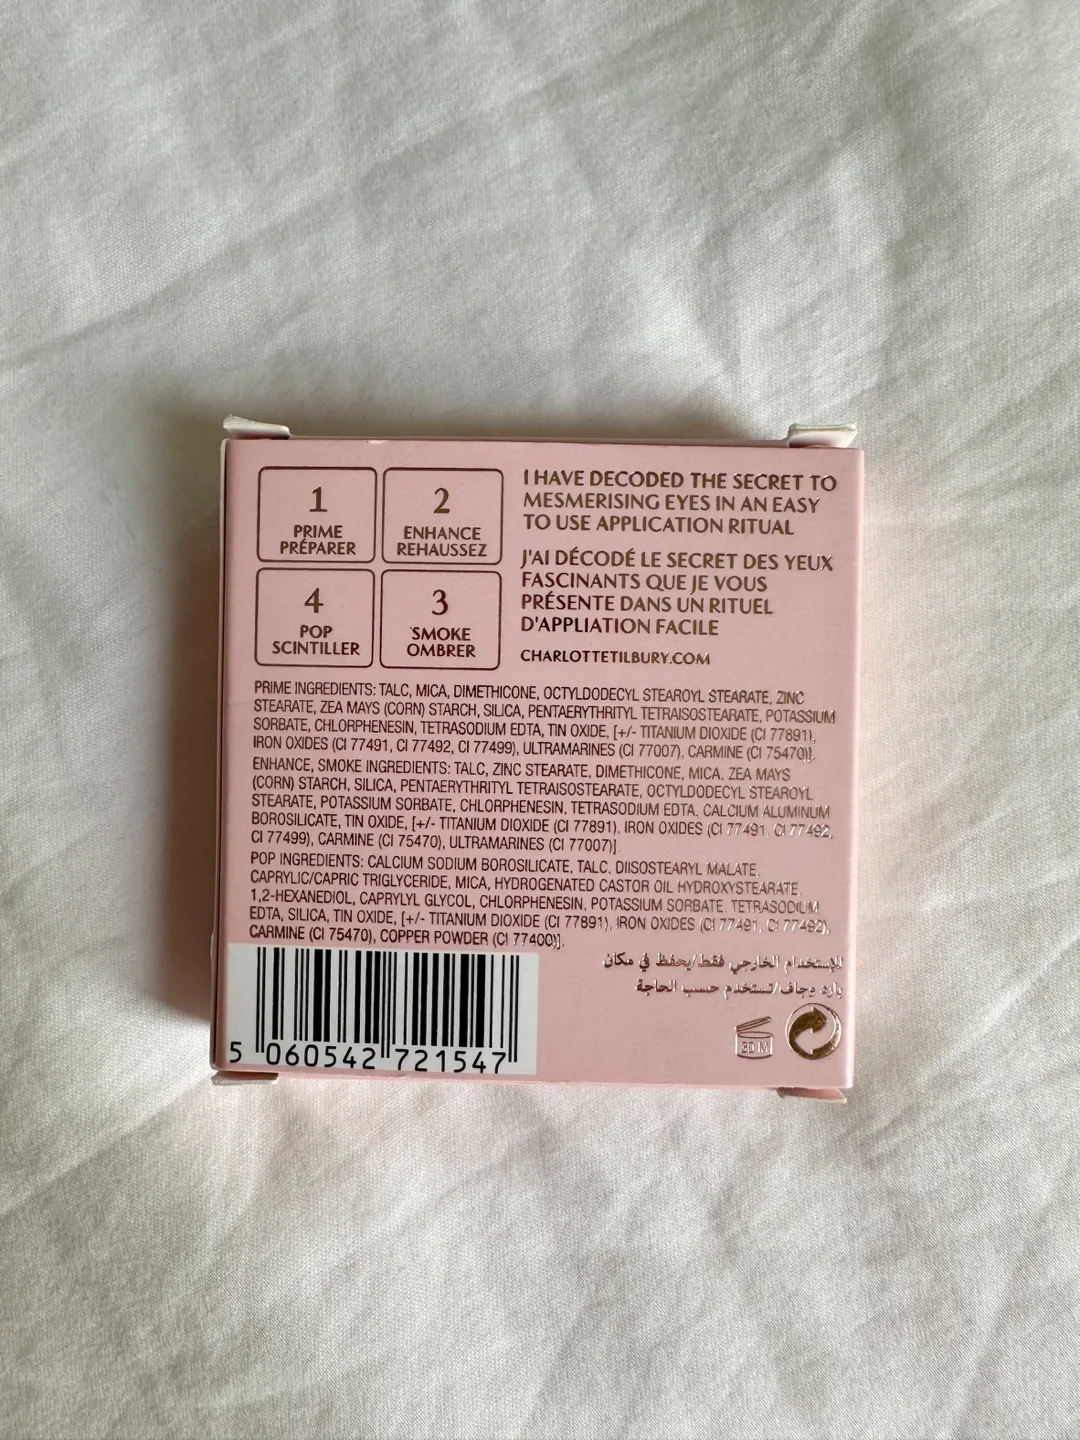 1
PRIME
PRÉPARER
2
ENHANCE
REHAUSSEZ
4
POP
SCINTILLER
3
SMOKE
OMBRER
I HAVE DECODED THE SECRET TO
MESMERISING EYES IN AN EASY
TO USE APPLICATION RITUAL
J'AI DÉCODÉ LE SECRET DES YEUX
FASCINANTS QUE JE VOUS
PRÉSENTE DANS UN RITUEL
D'APPLIATION FACILE
CHARLOTTETILBURY.COM
PRIME INGREDIENTS: TALC, MICA, DIMETHICONE, OCTYLDODECYL STEAROYL STEARATE, ZINC
STEARATE, ZEA MAYS (CORN) STARCH, SILICA, PENTAERYTHRITYL TETRAISOSTEARATE, POTASSIUM
SORBATE, CHLORPHENESIN, TETRASODIUM EDTA, TIN OXIDE, [+/- TITANIUM DIOXIDE (CI 77891),
IRON OXIDES (CI 77491, CI 77492, CI 77499), ULTRAMARINES (CI 77007), CARMINE (CI 75470)].
ENHANCE, SMOKE INGREDIENTS: TALC, ZINC STEARATE, DIMETHICONE, MICA, ZEA MAYS
(CORN) STARCH, SILICA, PENTAERYTHRITYL TETRAISOSTEARATE, OCTYLDODECYL STEAROYL
STEARATE, POTASSIUM SORBATE, CHLORPHENESIN, TETRASODIUM EDTA, CALCIUM ALUMINUM
BOROSILICATE, TIN OXIDE, [+/- TITANIUM DIOXIDE (CI 77891), IRON OXIDES (CI 77491, CI 77492,
CI 77499), CARMINE (CI 75470), ULTRAMARINES (CI 77007)]
POP INGREDIENTS: CALCIUM SODIUM BOROSILICATE, TALC, DIISOSTEARYL MALATE,
CAPRYLIC/CAPRIC TRIGLYCERIDE, MICA, HYDROGENATED CASTOR OIL HYDROXYSTEARATE,
1,2-HEXANEDIOL, CAPRYLYL GLYCOL, CHLORPHENESIN, POTASSIUM SORBATE, TETRASODIUM
EDTA, SILICA, TIN OXIDE, [+/- TITANIUM DIOXIDE (CI 77891), IRON OXIDES (CI 77491, CI 77492),
CARMINE (CI 75470), COPPER POWDER (CI 77400)].
للإستخدام الخارجي فقط/يحفظ في مكان
بارد وجاف/تستخدم حسب الحاجة
30 M
5 060542 721547